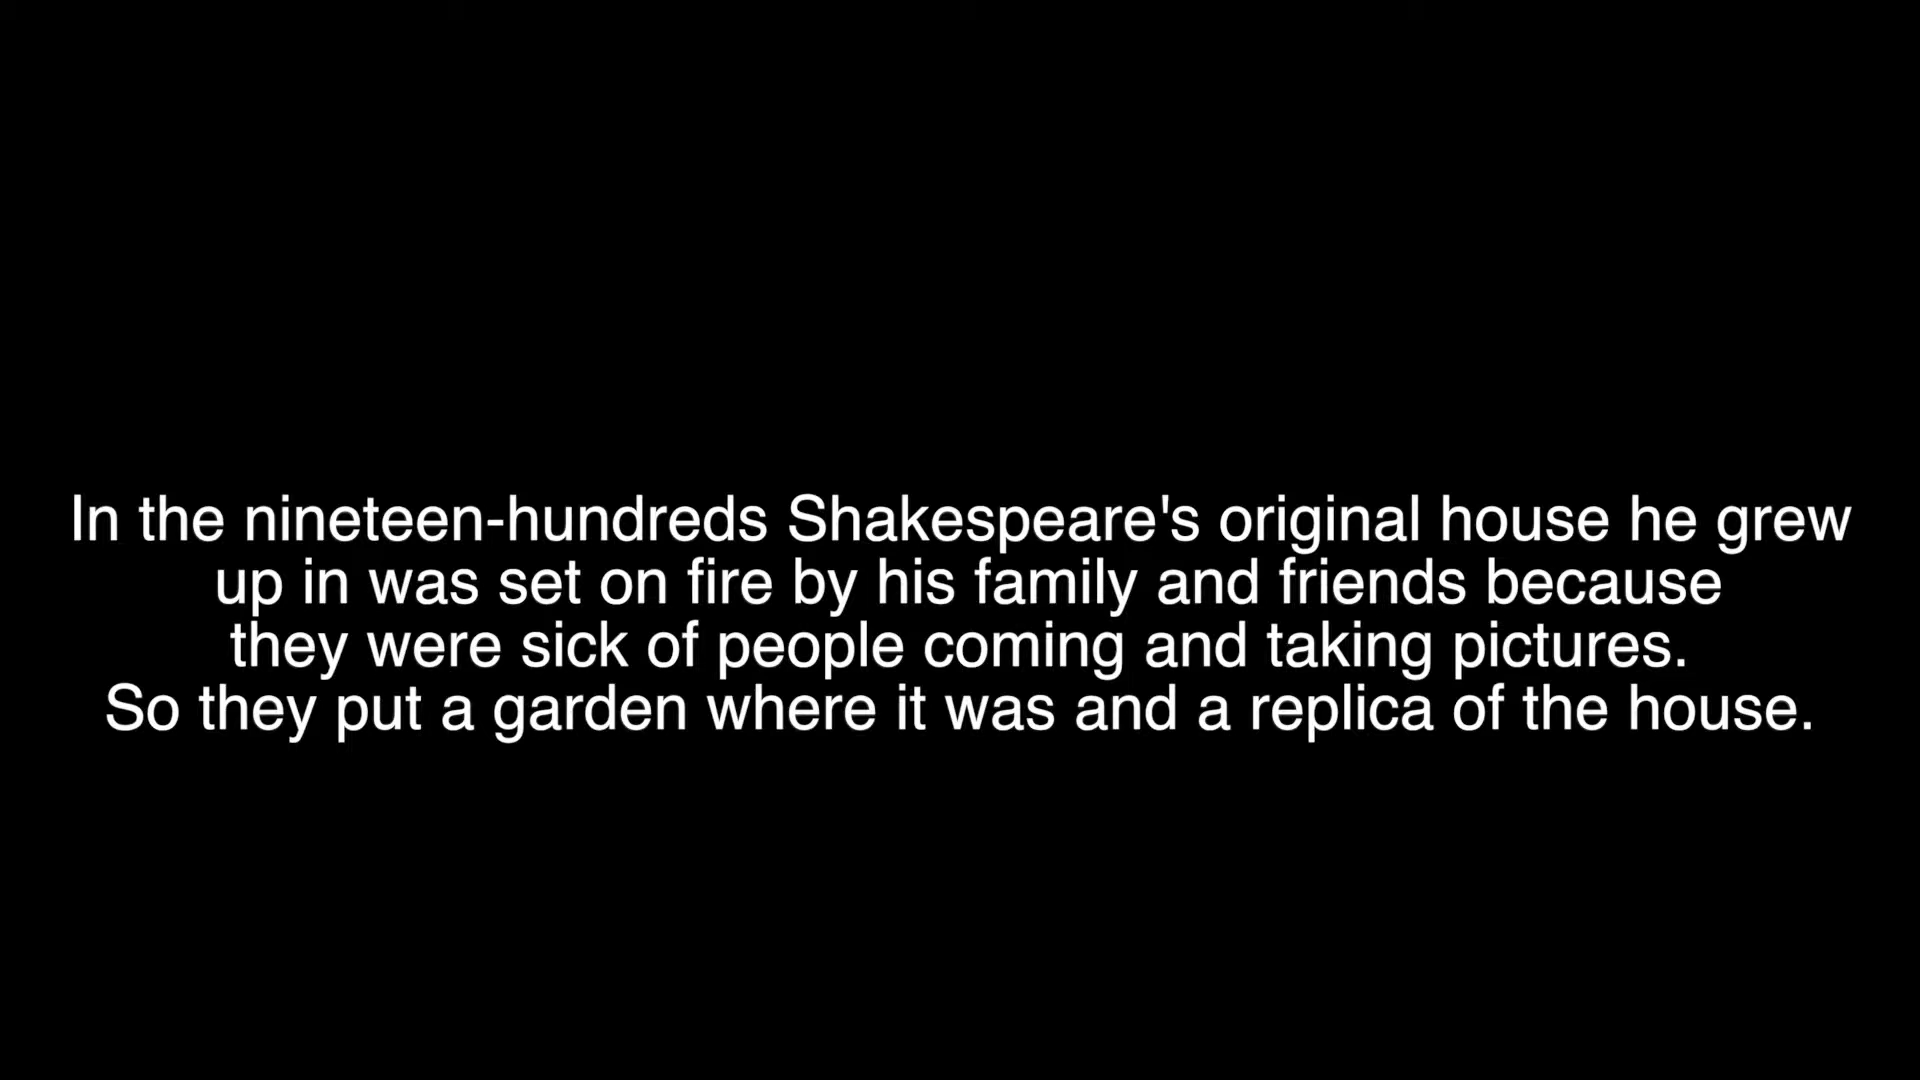 In the nineteen-hundreds Shakespeare's original house he grew
up in was set on fire by his family and friends because
they were sick of people coming and taking pictures.
So they put a garden where it was and a replica of the house.